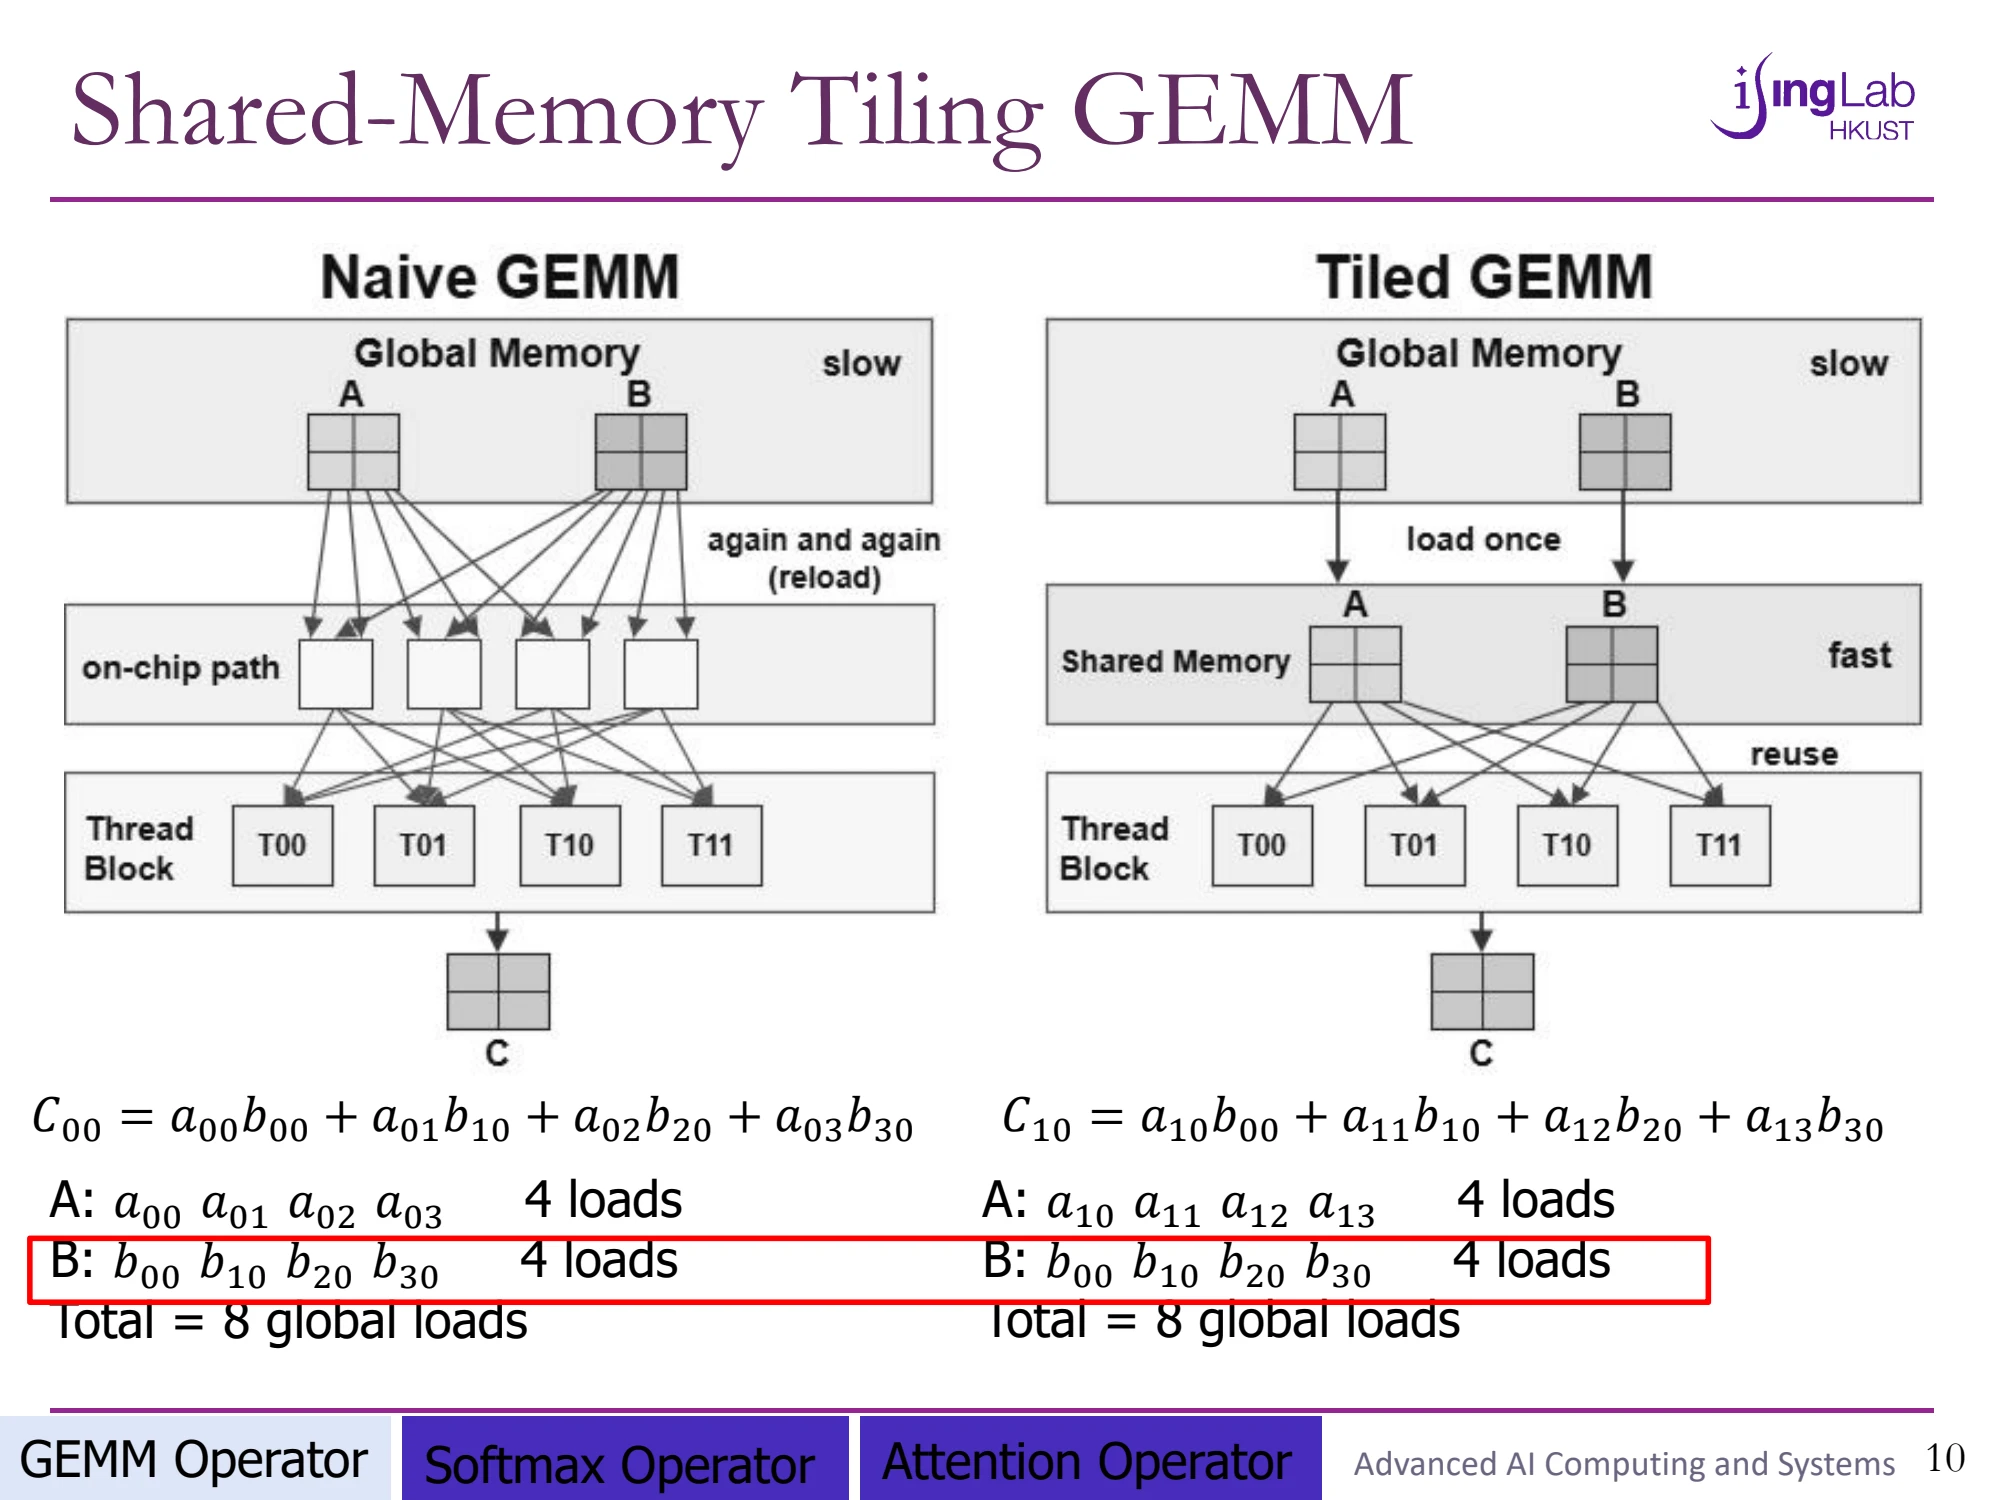 Shared-Memory Tiling GEMM
isingLab
HKUST
Naive GEMM
Global Memory
slow
A
B
again and again
(reload)
on-chip path
Thread
Block
T00
T01
T10
T11
C
Tiled GEMM
Global Memory
slow
A
B
load once
A
B
Shared Memory
fast
reuse
Thread
Block
T00
T01
T10
T11
C
C₀₀ = a₀₀b₀₀ + a₀₁b₁₀ + a₀₂b₂₀ + a₀₃b₃₀
A: a₀₀ a₀₁ a₀₂ a₀₃ 4 loads
B: b₀₀ b₁₀ b₂₀ b₃₀ 4 loads
Total = 8 global loads
C₁₀ = a₁₀b₀₀ + a₁₁b₁₀ + a₁₂b₂₀ + a₁₃b₃₀
A: a₁₀ a₁₁ a₁₂ a₁₃ 4 loads
B: b₀₀ b₁₀ b₂₀ b₃₀ 4 loads
Total = 8 global loads
GEMM Operator
Softmax Operator
Attention Operator
Advanced AI Computing and Systems
10